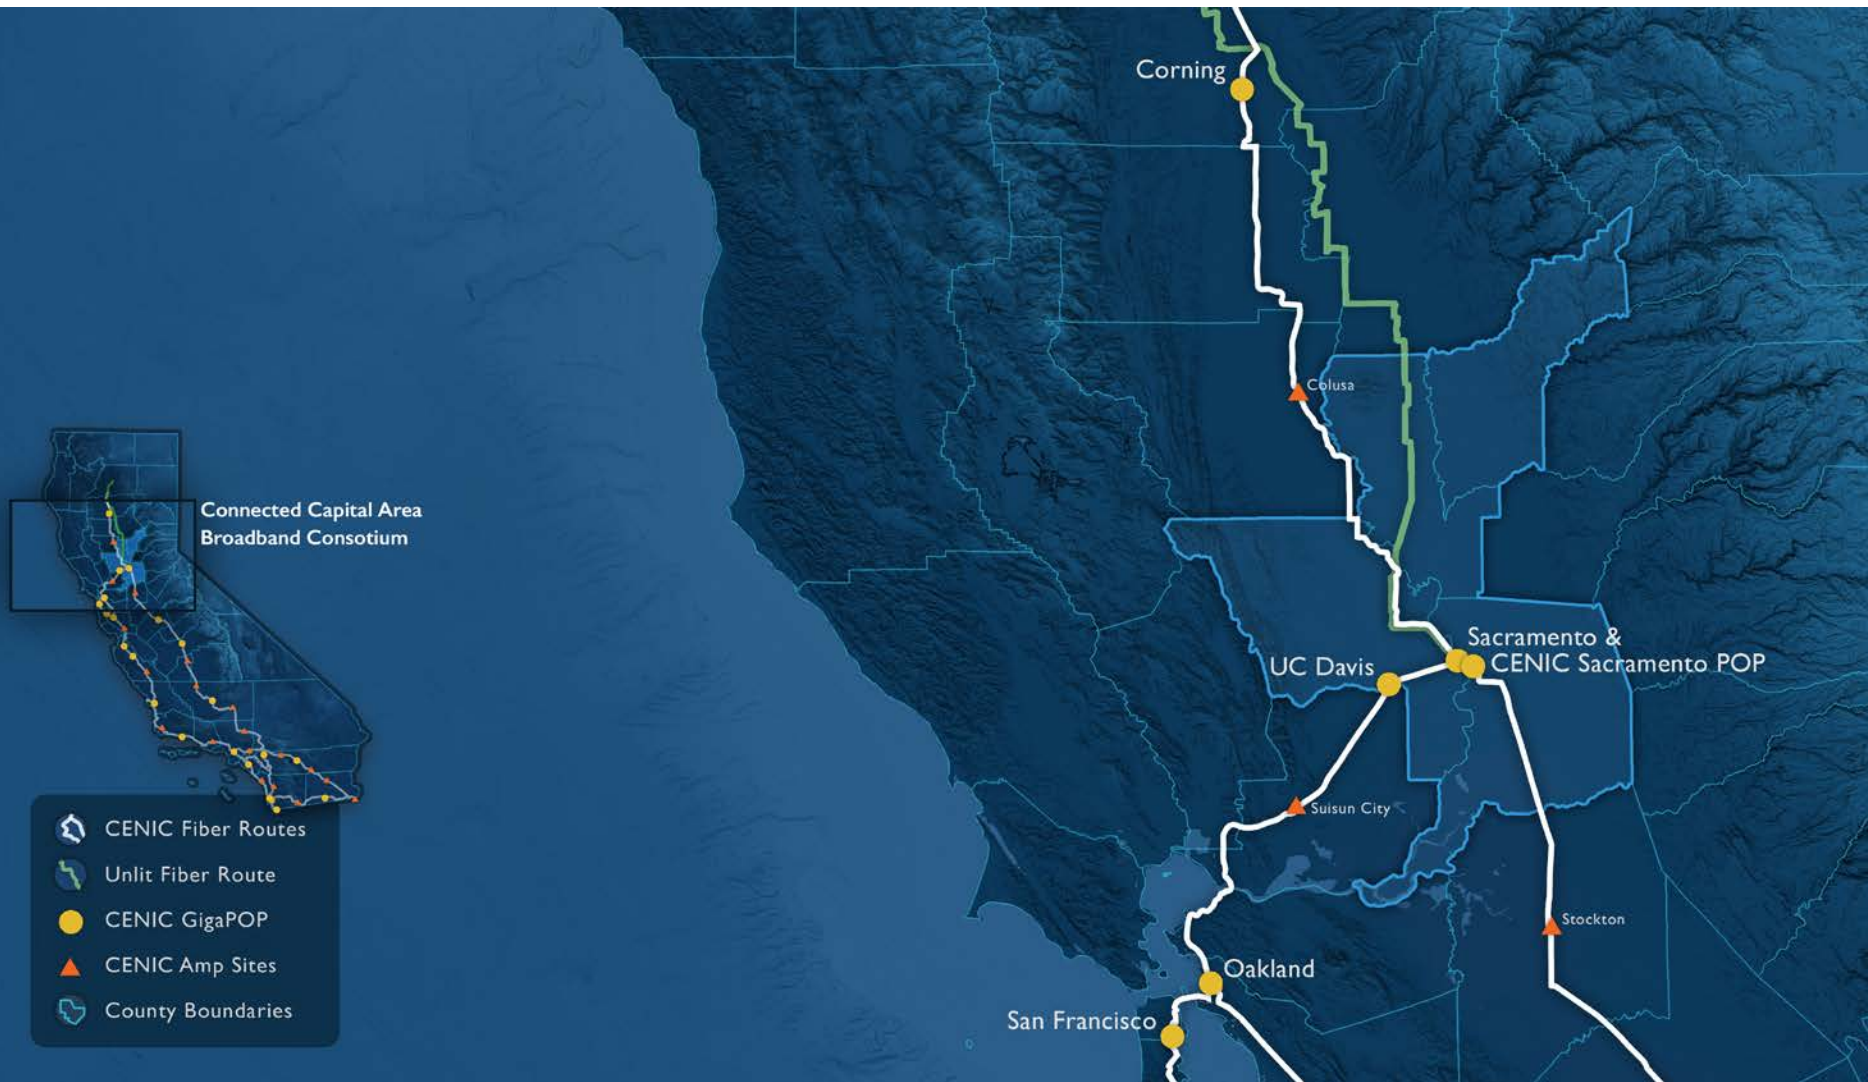 Corning
Colusa
Connected Capital Area
Broadband Consotium
Sacramento &
CENIC Sacramento POP
UC Davis
Suisun City
CENIC Fiber Routes
Unlit Fiber Route
CENIC GigaPOP
CENIC Amp Sites
County Boundaries
Stockton
Oakland
San Francisco